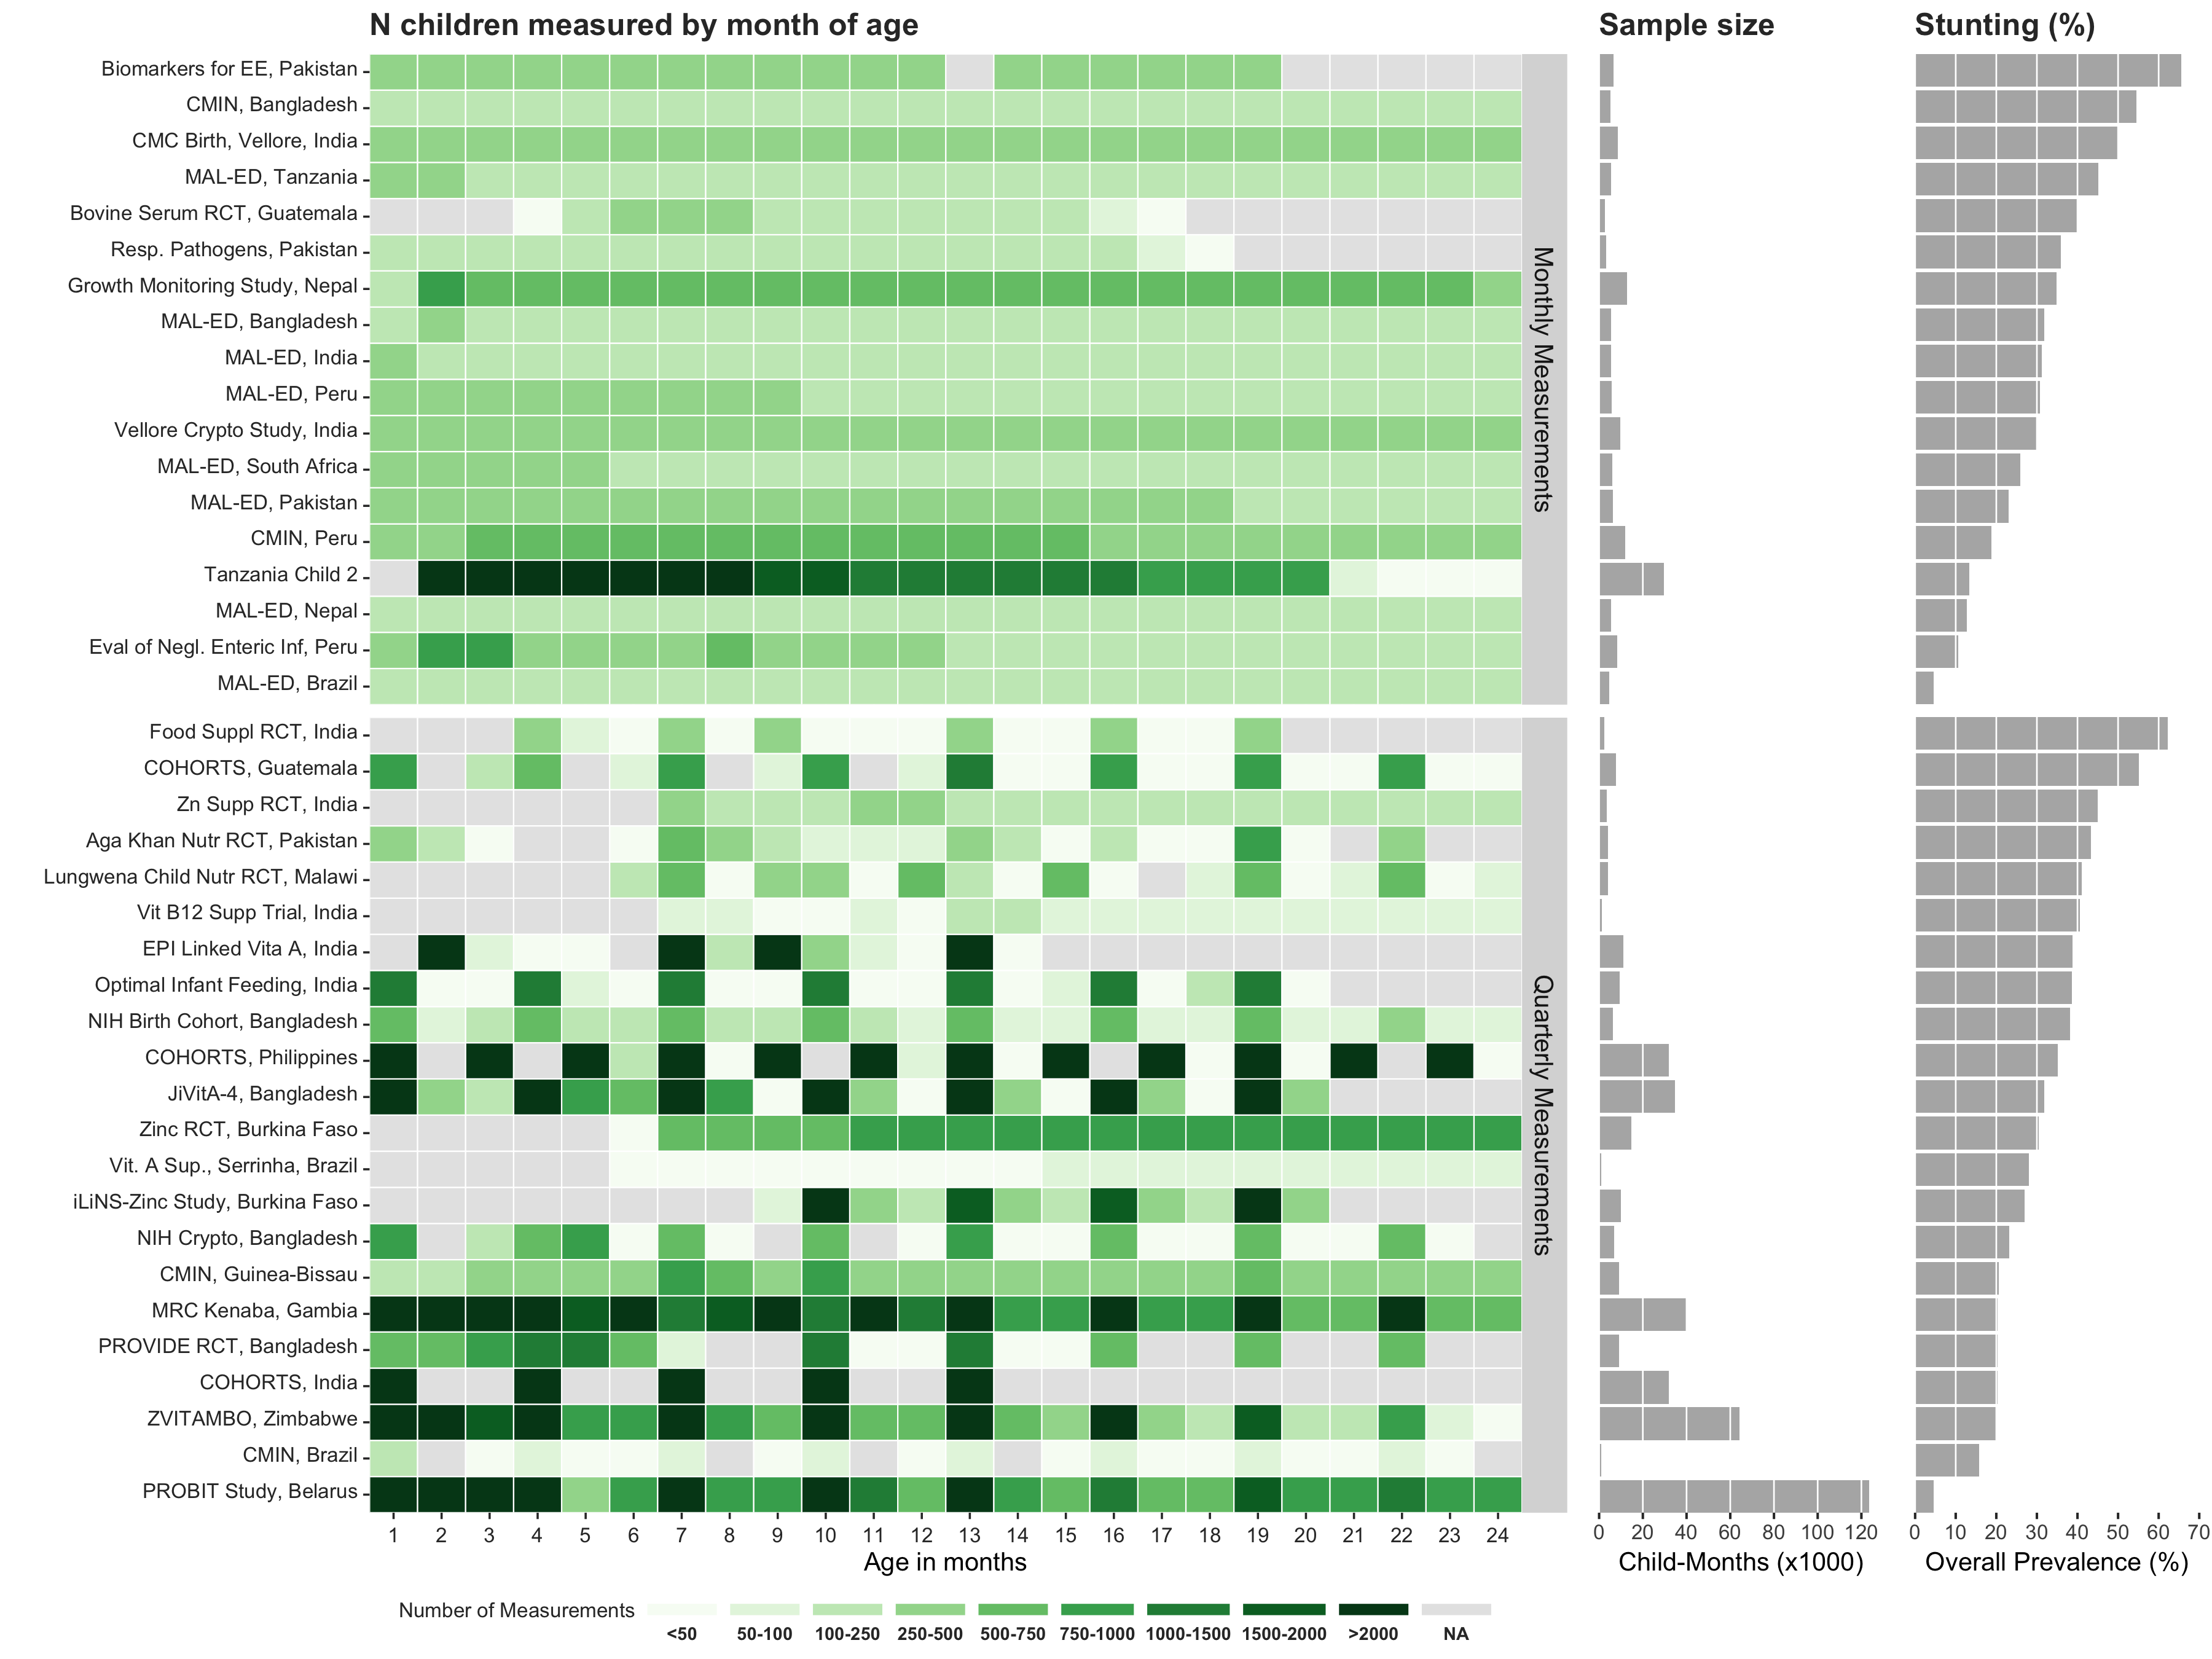 N children measured by month of age
Sample size
Stunting (%)
Biomarkers for EE, Pakistan
CMIN, Bangladesh
CMC Birth, Vellore, India
MAL-ED, Tanzania
Bovine Serum RCT, Guatemala
Resp. Pathogens, Pakistan
Growth Monitoring Study, Nepal
MAL-ED, Bangladesh
MAL-ED, India
MAL-ED, Peru
Vellore Crypto Study, India
MAL-ED, South Africa
MAL-ED, Pakistan
CMIN, Peru
Tanzania Child 2
MAL-ED, Nepal
Eval of Negl. Enteric Inf, Peru
MAL-ED, Brazil
Monthly Measurements
Food Suppl RCT, India
COHORTS, Guatemala
Zn Supp RCT, India
Aga Khan Nutr RCT, Pakistan
Lungwena Child Nutr RCT, Malawi
Vit B12 Supp Trial, India
EPI Linked Vita A, India
Optimal Infant Feeding, India
NIH Birth Cohort, Bangladesh
COHORTS, Philippines
JiVitA-4, Bangladesh
Zinc RCT, Burkina Faso
Vit. A Sup., Serrinha, Brazil
iLiNS-Zinc Study, Burkina Faso
NIH Crypto, Bangladesh
CMIN, Guinea-Bissau
MRC Kenaba, Gambia
PROVIDE RCT, Bangladesh
COHORTS, India
ZVITAMBO, Zimbabwe
CMIN, Brazil
PROBIT Study, Belarus
Quarterly Measurements
1 2 3 4 5 6 7 8 9 10 11 12 13 14 15 16 17 18 19 20 21 22 23 24
Age in months
0 20 40 60 80 100 120
Child-Months (x1000)
0 10 20 30 40 50 60 70
Overall Prevalence (%)
Number of Measurements
<50 50-100 100-250 250-500 500-750 750-1000 1000-1500 1500-2000 >2000 NA